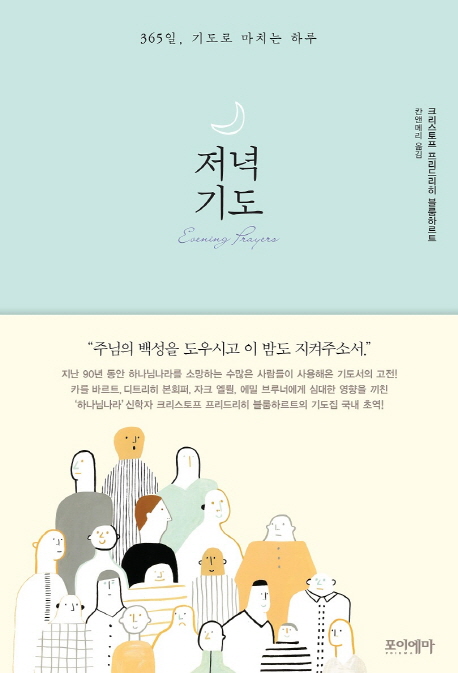 365일, 기도로 마치는 하루
저녁
기도
Evening Prayers
크리스토프 프리드리히 블룸하르트
칸앤메리 옮김
“주님의 백성을 도우시고 이 밤도 지켜주소서.”
지난 90년 동안 하나님나라를 소망하는 수많은 사람들이 사용해온 기도서의 고전!
카를 바르트, 디트리히 본회퍼, 자크 엘륄, 에밀 브루너에게 심대한 영향을 끼친
‘하나님나라’ 신학자 크리스토프 프리드리히 블룸하르트의 기도집 국내 초역!
포이에마
POIEMA